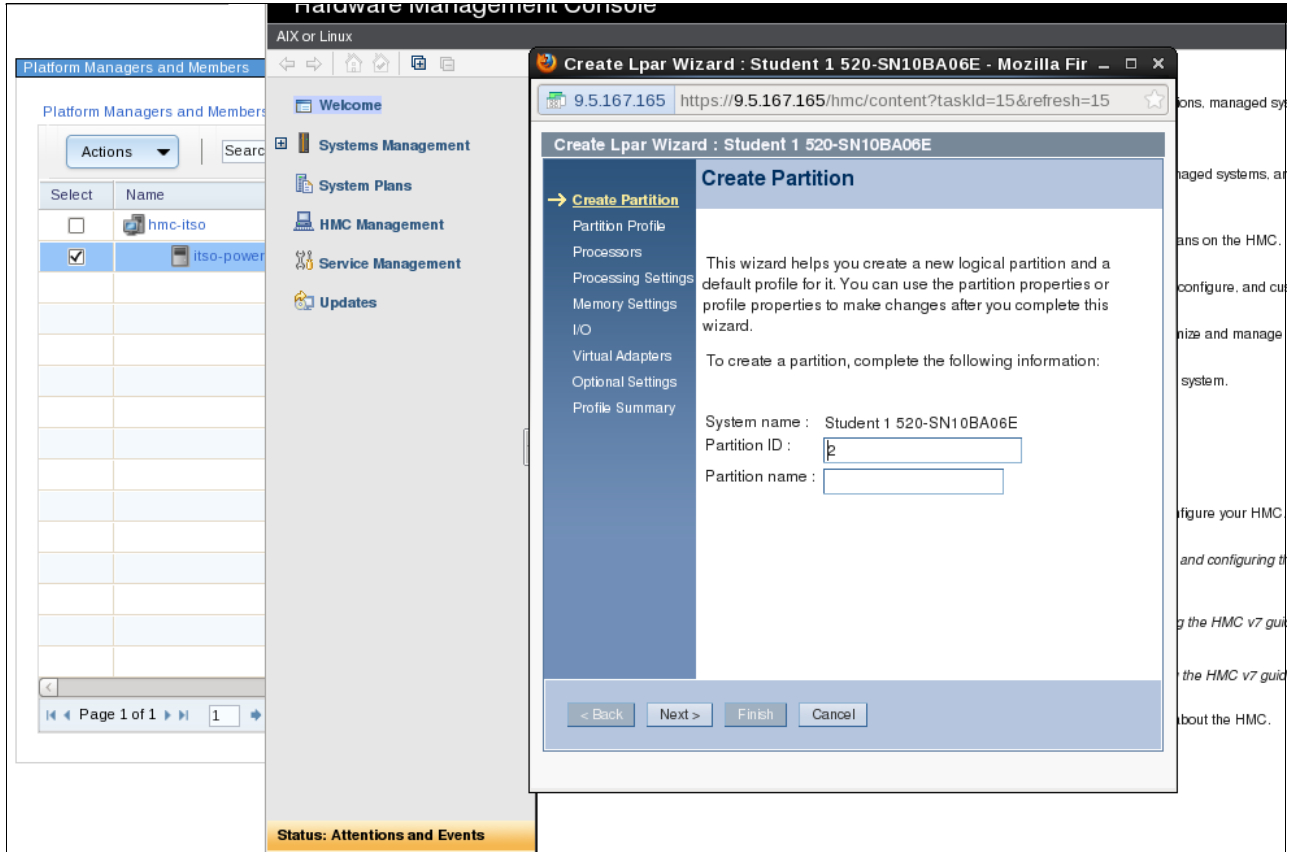 Hardware Management Console
AIX or Linux
Platform Managers and Members
Platform Managers and Members
Actions
Searc
Select Name
hmc-itso
itso-power
Page 1 of 1
1
Welcome
Systems Management
System Plans
HMC Management
Service Management
Updates
Status: Attentions and Events
Create Lpar Wizard : Student 1 520-SN10BA06E - Mozilla Fir
9.5.167.165 https://9.5.167.165/hmc/content?taskId=15&refresh=15
Create Lpar Wizard : Student 1 520-SN10BA06E
Create Partition
Partition Profile
Processors
Processing Settings
Memory Settings
I/O
Virtual Adapters
Optional Settings
Profile Summary
Create Partition
This wizard helps you create a new logical partition and a
default profile for it. You can use the partition properties or
profile properties to make changes after you complete this
wizard.
To create a partition, complete the following information:
System name : Student 1 520-SN10BA06E
Partition ID : 2
Partition name :
< Back Next > Finish Cancel
ions, managed sys
naged systems, an
ans on the HMC.
configure, and cus
nize and manage
system.
figure your HMC.
and configuring th
g the HMC v7 guid
the HMC v7 guid
about the HMC.